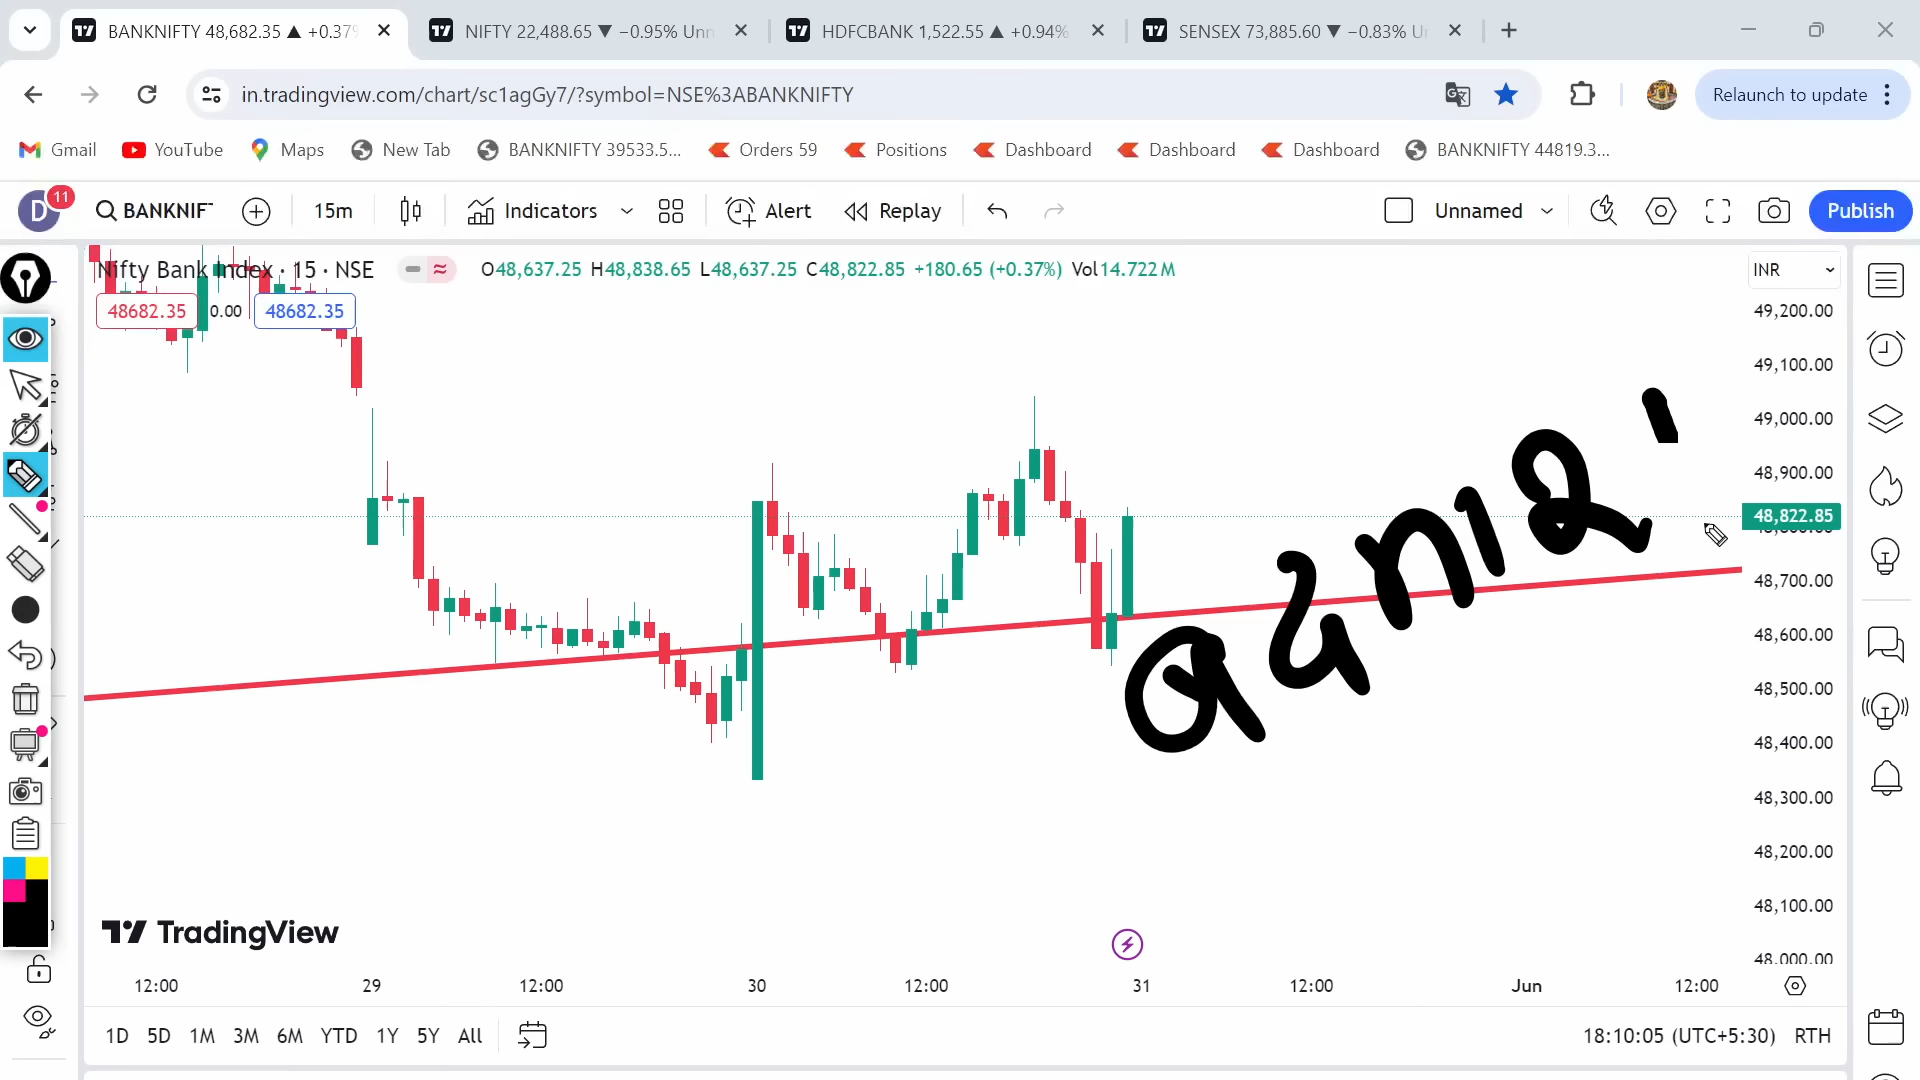 BANKNIFTY 48,682.35 ▲ +0.37%
NIFTY 22,488.65 ▼ −0.95% Unn
HDFCBANK 1,522.55 ▲ +0.94%
SENSEX 73,885.60 ▼ −0.83% U
in.tradingview.com/chart/sc1agGy7/?symbol=NSE%3ABANKNIFTY
Relaunch to update
Gmail YouTube Maps New Tab BANKNIFTY 39533.5... Orders 59 Positions Dashboard Dashboard Dashboard BANKNIFTY 44819.3...
D 11 BANKNIF 15m Indicators Alert Replay Unnamed Publish
Nifty Bank Index · 15 · NSE O48,637.25 H48,838.65 L48,637.25 C48,822.85 +180.65 (+0.37%) Vol14.722 M
INR
48682.35 0.00 48682.35
49,200.00
49,100.00
49,000.00
48,900.00
48,822.85
48,700.00
48,600.00
48,500.00
48,400.00
48,300.00
48,200.00
48,100.00
48,000.00
TradingView
12:00 29 12:00 30 12:00 31 12:00 Jun 12:00
1D 5D 1M 3M 6M YTD 1Y 5Y All
18:10:05 (UTC+5:30) RTH